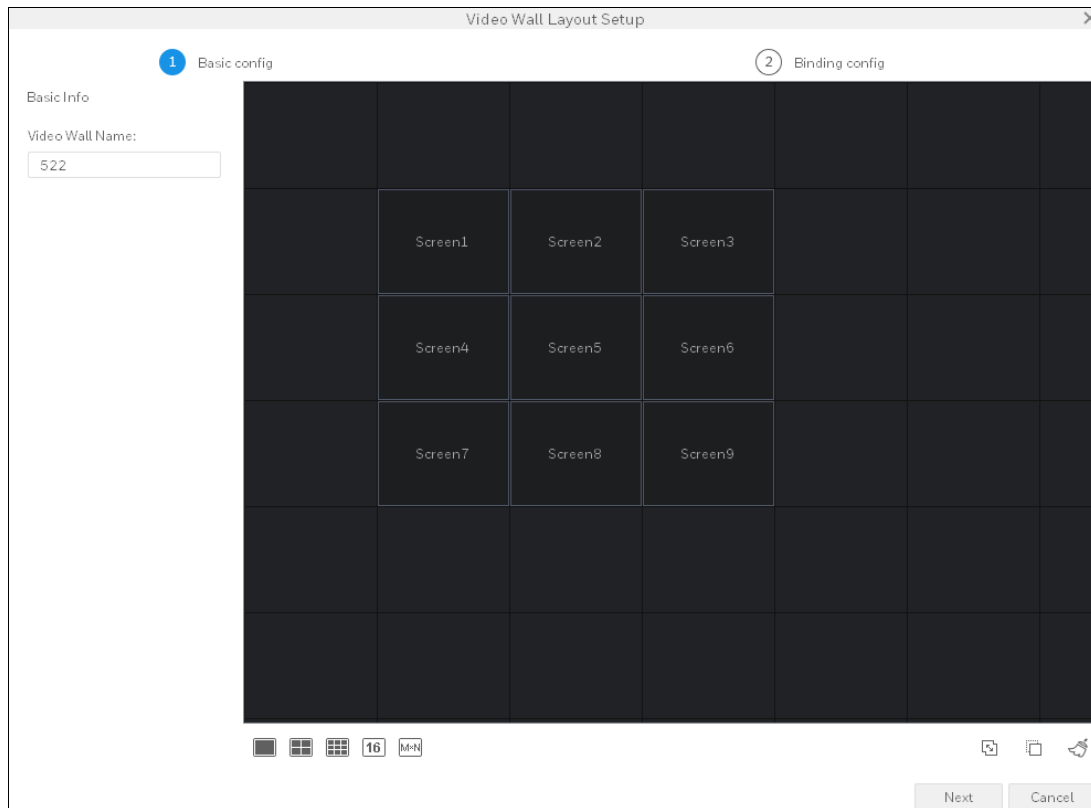 Video Wall Layout Setup
1 Basic config 2 Binding config
Basic Info
Video Wall Name:
522
Screen1 Screen2 Screen3
Screen4 Screen5 Screen6
Screen7 Screen8 Screen9
16 M×N
Next Cancel